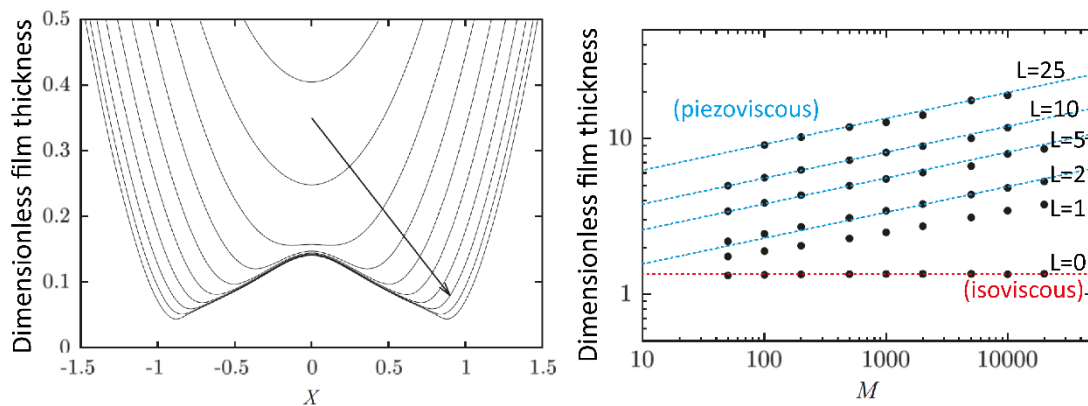 Dimensionless film thickness
0.5
0.4
0.3
0.2
0.1
0
-1.5
-1
-0.5
0
0.5
1
1.5
X
Dimensionless film thickness
10
1
(piezoviscous)
L=25
L=10
L=5
L=2
L=1
L=0
(isoviscous)
10
100
1000
10000
M